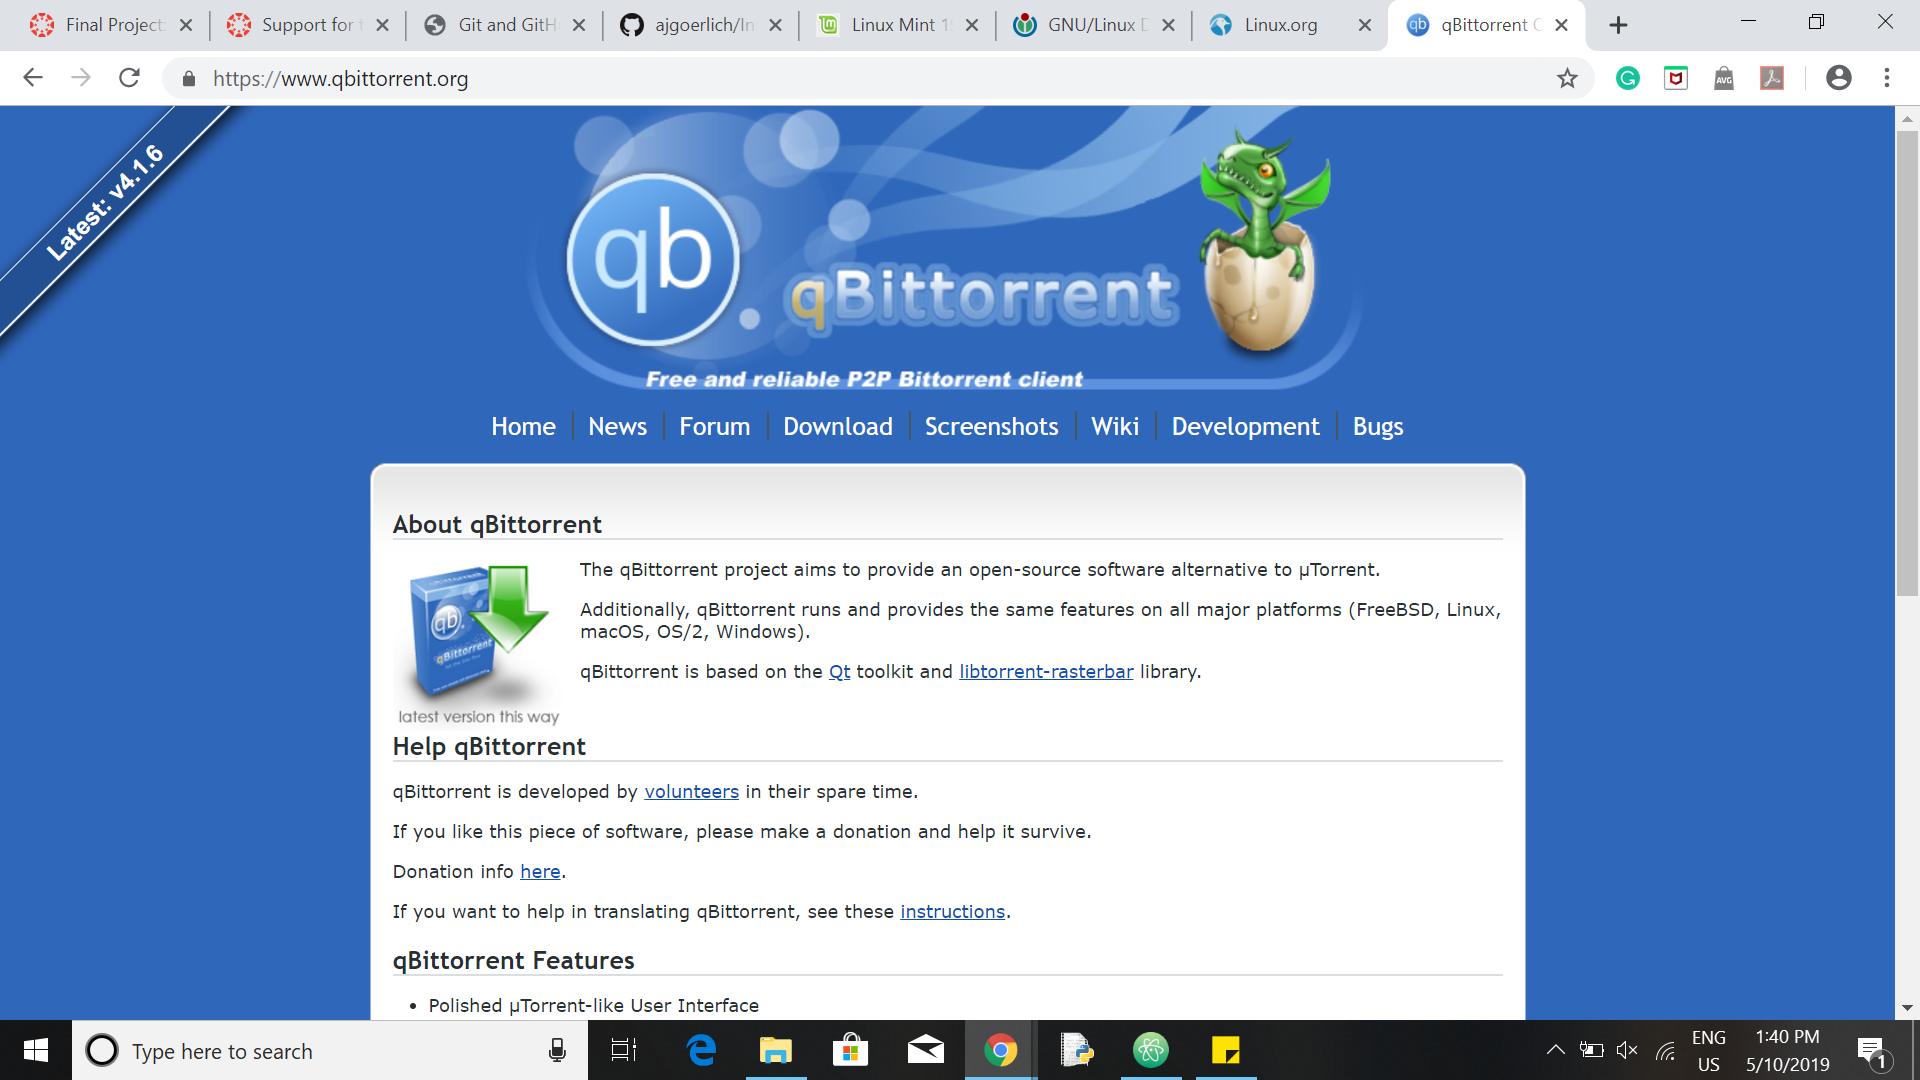 Final Project:
Support for t
Git and GitH
ajgoerlich/In
Linux Mint 19
GNU/Linux D
Linux.org
qb qBittorrent O
https://www.qbittorrent.org
AVG
Latest: v4.1.6
qb
qBittorrent
Free and reliable P2P Bittorrent client
Home
News
Forum
Download
Screenshots
Wiki
Development
Bugs
About qBittorrent
qb
qBittorrent
latest version this way
The qBittorrent project aims to provide an open-source software alternative to µTorrent.
Additionally, qBittorrent runs and provides the same features on all major platforms (FreeBSD, Linux,
macOS, OS/2, Windows).
qBittorrent is based on the Qt toolkit and libtorrent-rasterbar library.
Help qBittorrent
qBittorrent is developed by volunteers in their spare time.
If you like this piece of software, please make a donation and help it survive.
Donation info here.
If you want to help in translating qBittorrent, see these instructions.
qBittorrent Features
• Polished µTorrent-like User Interface
Type here to search
ENG
US
1:40 PM
5/10/2019
1